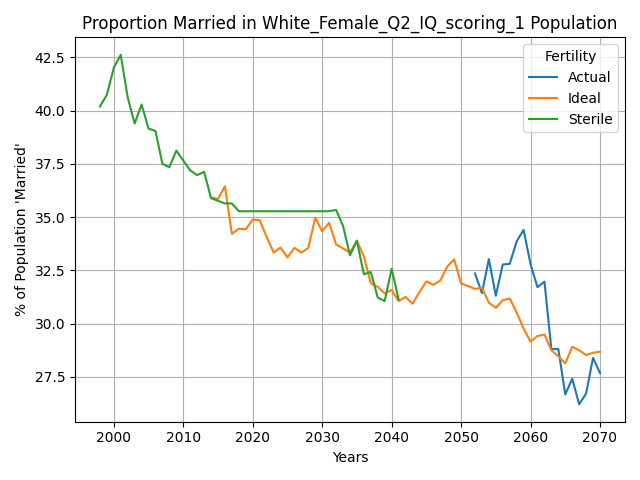 Proportion Married in White_Female_Q2_IQ_scoring_1 Population
Fertility
Actual
Ideal
Sterile
% of Population 'Married'
42.5
40.0
37.5
35.0
32.5
30.0
27.5
2000 2010 2020 2030 2040 2050 2060 2070
Years